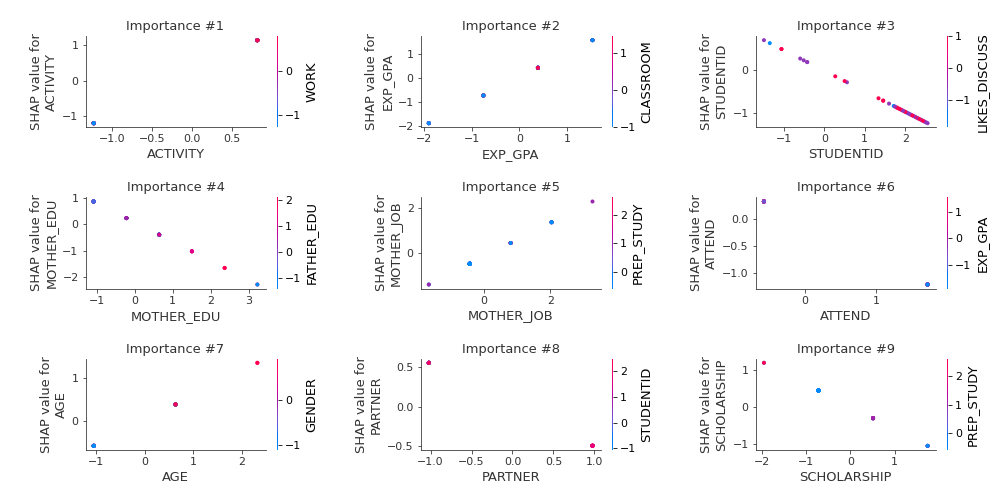 Importance #1
SHAP value for
ACTIVITY
1
0
−1
−1.0
−0.5
0.0
0.5
ACTIVITY
0
−1
WORK
Importance #2
SHAP value for
EXP_GPA
1
0
−1
−2
−2
−1
0
1
EXP_GPA
1
0
−1
CLASSROOM
Importance #3
SHAP value for
STUDENTID
0
−1
−1
0
1
2
STUDENTID
1
0
−1
LIKES_DISCUSS
Importance #4
SHAP value for
MOTHER_EDU
1
0
−1
−2
−1
0
1
2
3
MOTHER_EDU
2
1
0
−1
FATHER_EDU
Importance #5
SHAP value for
MOTHER_JOB
2
0
0
2
MOTHER_JOB
2
1
0
PREP_STUDY
Importance #6
SHAP value for
ATTEND
0.0
−0.5
−1.0
0
1
ATTEND
1
0
−1
EXP_GPA
Importance #7
SHAP value for
AGE
1
0
−1
0
1
2
AGE
0
−1
GENDER
Importance #8
SHAP value for
PARTNER
0.5
0.0
−0.5
−1.0
−0.5
0.0
0.5
1.0
PARTNER
2
1
0
−1
STUDENTID
Importance #9
SHAP value for
SCHOLARSHIP
1
0
−1
−2
−1
0
1
SCHOLARSHIP
2
1
0
PREP_STUDY